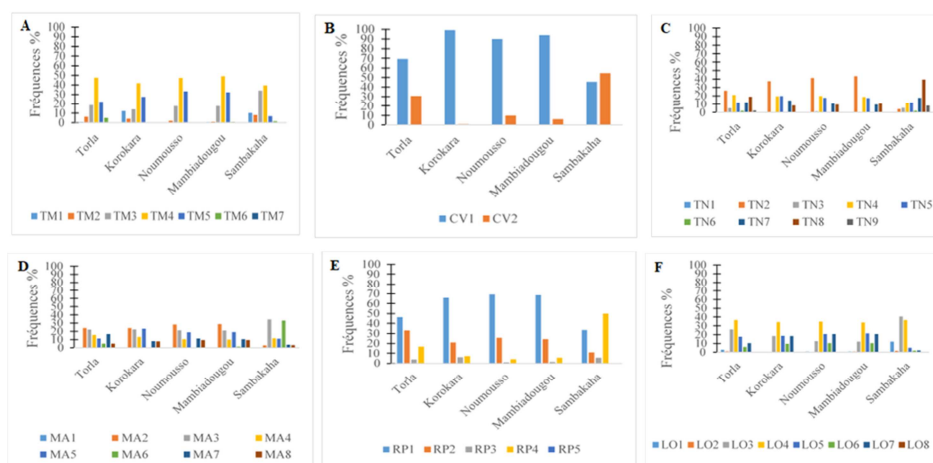 A
Fréquences %
100
90
80
70
60
50
40
30
20
10
0
Torla
Korokara
Noumousso
Mambiadougou
Sambakaha
TM1 TM2 TM3 TM4 TM5 TM6 TM7
B
Fréquences %
100
90
80
70
60
50
40
30
20
10
0
Torla
Korokara
Noumousso
Mambiadougou
Sambakaha
CV1 CV2
C
Fréquences %
100
90
80
70
60
50
40
30
20
10
0
Torla
Korokara
Noumousso
Mambiadougou
Sambakaha
TN1 TN2 TN3 TN4 TN5
TN6 TN7 TN8 TN9
D
Fréquences %
100
90
80
70
60
50
40
30
20
10
0
Torla
Korokara
Noumousso
Mambiadougou
Sambakaha
MA1 MA2 MA3 MA4
MA5 MA6 MA7 MA8
E
Fréquences %
100
90
80
70
60
50
40
30
20
10
0
Torla
Korokara
Noumousso
Mambiadougou
Sambakaha
RP1 RP2 RP3 RP4 RP5
F
Fréquences %
100
90
80
70
60
50
40
30
20
10
0
Torla
Korokara
Noumousso
Mambiadougou
Sambakaha
LO1 LO2 LO3 LO4 LO5 LO6 LO7 LO8